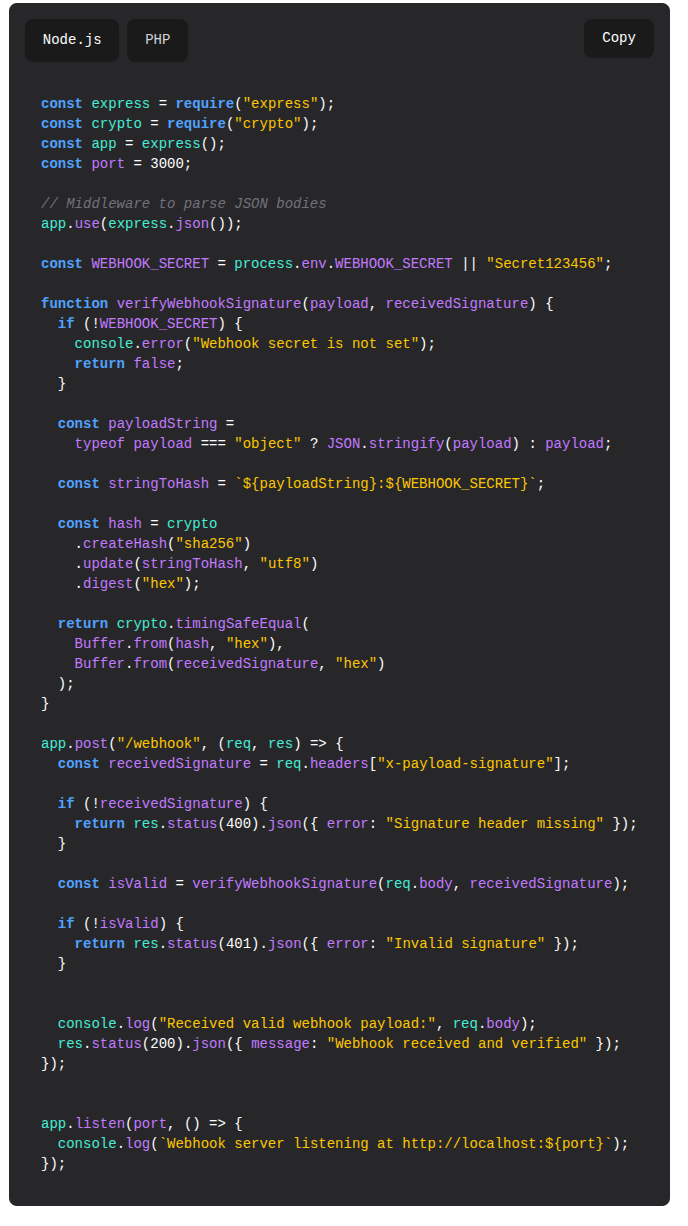 Node.js
PHP
Copy
const express = require("express");
const crypto = require("crypto");
const app = express();
const port = 3000;
// Middleware to parse JSON bodies
app.use(express.json());
const WEBHOOK_SECRET = process.env.WEBHOOK_SECRET || "Secret123456";
function verifyWebhookSignature(payload, receivedSignature) {
  if (!WEBHOOK_SECRET) {
    console.error("Webhook secret is not set");
    return false;
  }
  const payloadString =
    typeof payload === "object" ? JSON.stringify(payload) : payload;
  const stringToHash = `${payloadString}:${WEBHOOK_SECRET}`;
  const hash = crypto
    .createHash("sha256")
    .update(stringToHash, "utf8")
    .digest("hex");
  return crypto.timingSafeEqual(
    Buffer.from(hash, "hex"),
    Buffer.from(receivedSignature, "hex")
  );
}
app.post("/webhook", (req, res) => {
  const receivedSignature = req.headers["x-payload-signature"];
  if (!receivedSignature) {
    return res.status(400).json({ error: "Signature header missing" });
  }
  const isValid = verifyWebhookSignature(req.body, receivedSignature);
  if (!isValid) {
    return res.status(401).json({ error: "Invalid signature" });
  }
  console.log("Received valid webhook payload:", req.body);
  res.status(200).json({ message: "Webhook received and verified" });
});
app.listen(port, () => {
  console.log(`Webhook server listening at http://localhost:${port}`);
});